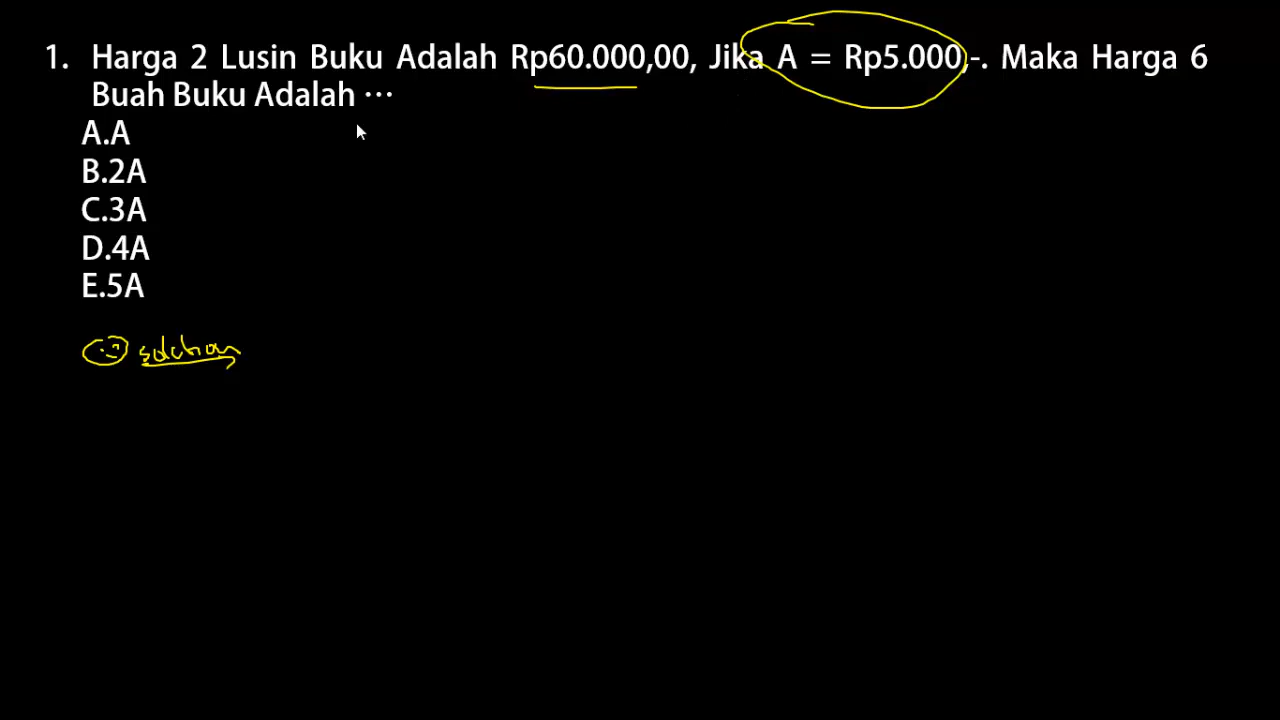 1. Harga 2 Lusin Buku Adalah Rp60.000,00, Jika A = Rp5.000,-. Maka Harga 6
Buah Buku Adalah ⋯
A.A
B.2A
C.3A
D.4A
E.5A